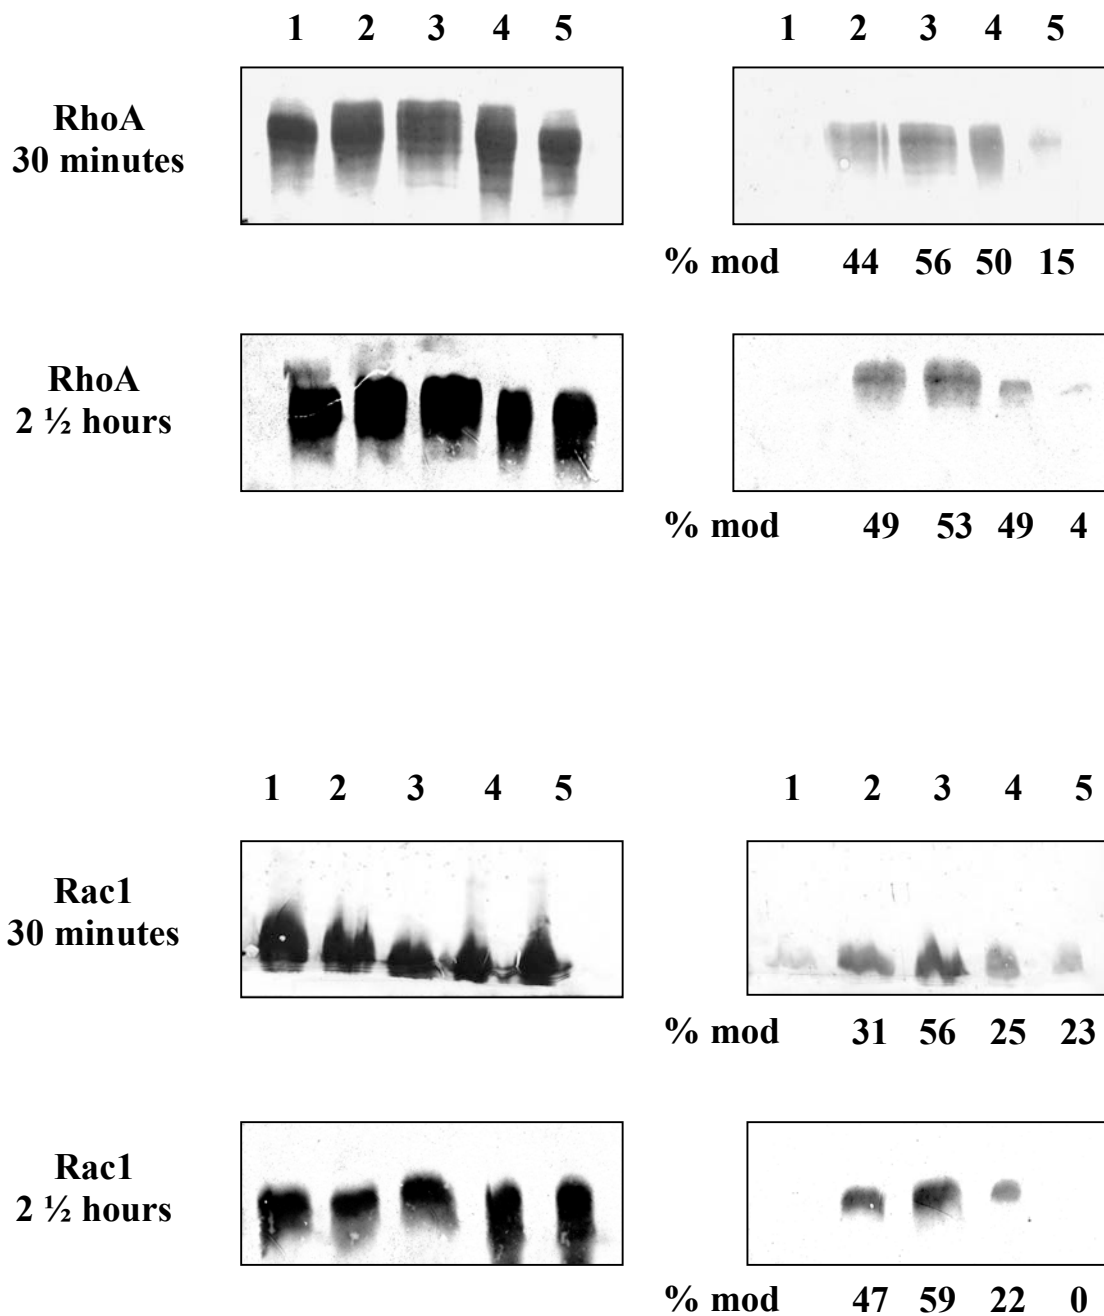 1 2 3 4 5 1 2 3 4 5
RhoA
30 minutes
% mod 44 56 50 15
RhoA
2 ½ hours
% mod 49 53 49 4
1 2 3 4 5 1 2 3 4 5
Rac1
30 minutes
% mod 31 56 25 23
Rac1
2 ½ hours
% mod 47 59 22 0